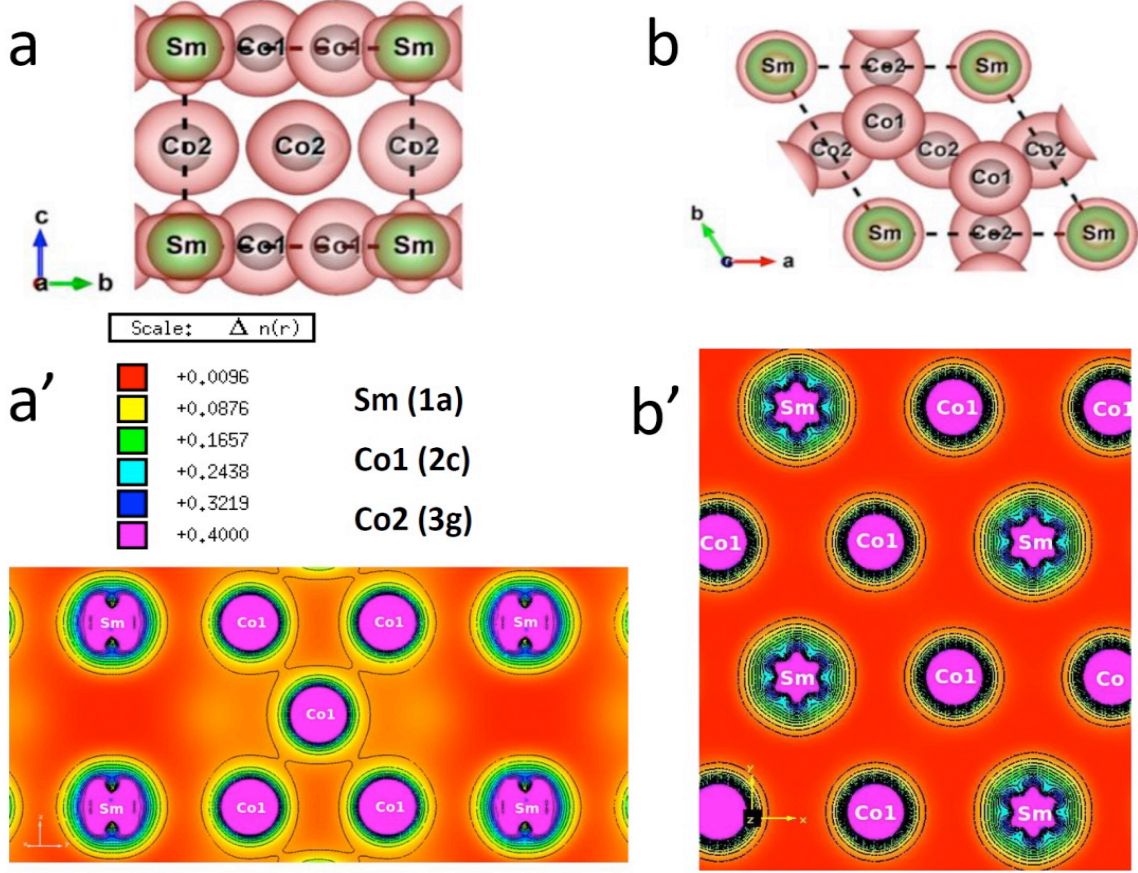 a
Sm Co1 Co1 Sm
Co2 Co2 Co2
Sm Co1 Co1 Sm
c
a b
b
Sm Co2 Sm
Co1
Co2 Co2 Co2
Co1
Sm Co2 Sm
b
a
Scale: Δ n(r)
a’
+0.0096
+0.0876
+0.1657
+0.2438
+0.3219
+0.4000
Sm (1a)
Co1 (2c)
Co2 (3g)
Sm Co1 Co1 Sm
Co1
Sm Co1 Co1 Sm
b’
Sm Co1 Co1
Co1 Co1 Sm
Sm Co1 Co
Y
Co1 Sm
Z X